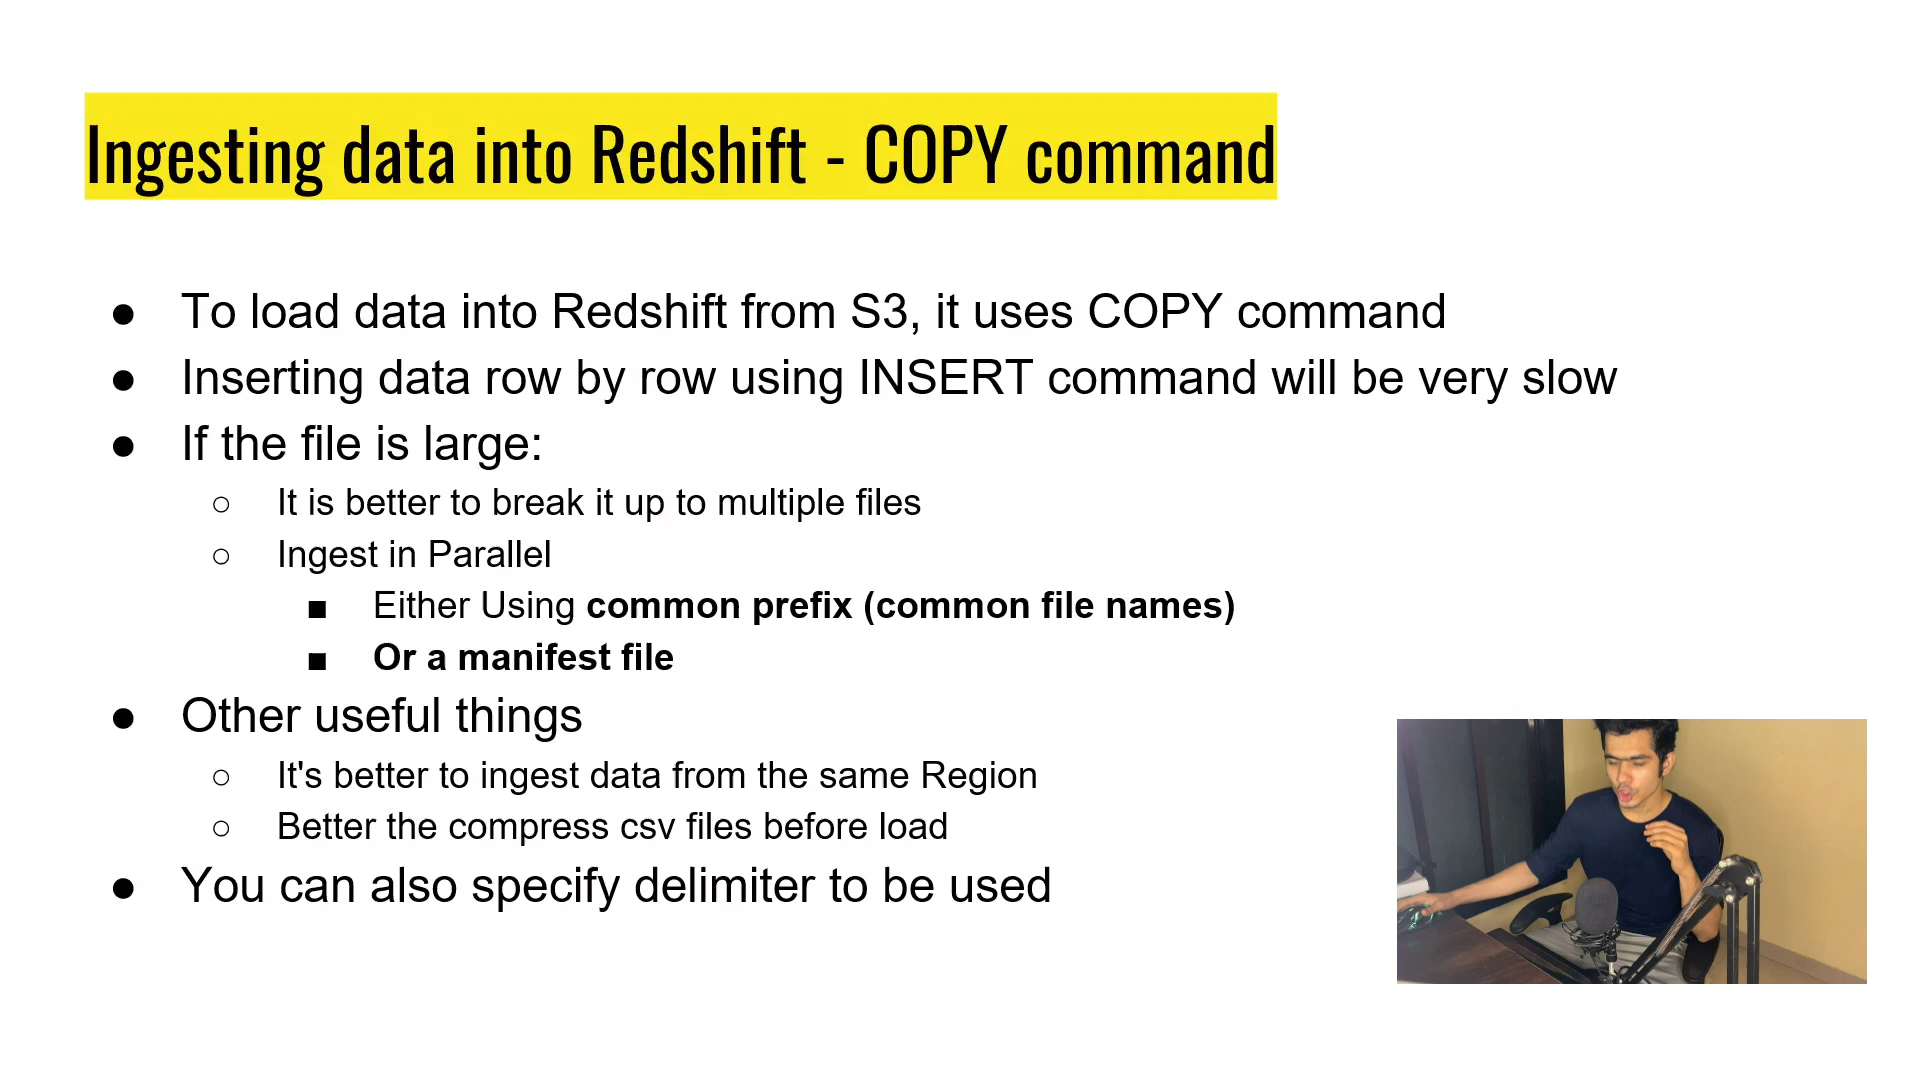 Ingesting data into Redshift - COPY command
● To load data into Redshift from S3, it uses COPY command
● Inserting data row by row using INSERT command will be very slow
● If the file is large:
○ It is better to break it up to multiple files
○ Ingest in Parallel
■ Either Using common prefix (common file names)
■ Or a manifest file
● Other useful things
○ It's better to ingest data from the same Region
○ Better the compress csv files before load
● You can also specify delimiter to be used